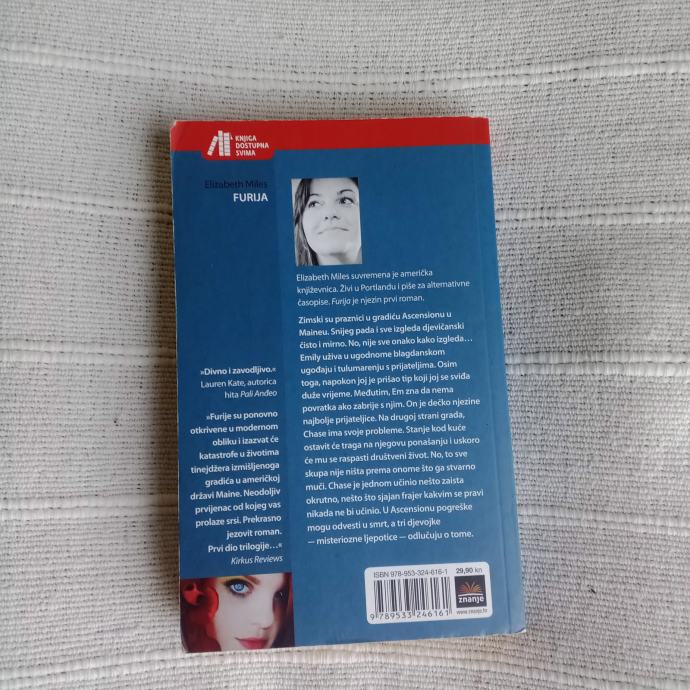 KNJIGA
DOSTUPNA
SVIMA
Elizabeth Miles
FURIJA
Elizabeth Miles suvremena je američka
književnica. Živi u Portlandu i piše za alternativne
časopise. Furija je njezin prvi roman.
Zimski su praznici u gradiću Ascensionu u
Maineu. Snijeg pada i sve izgleda djevičanski
čisto i mirno. No, nije sve onako kako izgleda…
Emily uživa u ugodnome blagdanskom
ugođaju i tulumarenju s prijateljima. Osim
toga, napokon joj je prišao tip koji joj se sviđa
duže vrijeme. Međutim, Em zna da nema
povratka ako zabrije s njim. On je dečko njezine
najbolje prijateljice. Na drugoj strani grada,
Chase ima svoje probleme. Stanje kod kuće
ostavit će traga na njegovu ponašanju i uskoro
će mu se raspasti društveni život. No, to sve
skupa nije ništa prema onome što ga stvarno
muči. Chase je jednom učinio nešto zaista
okrutno, nešto što sjajan frajer kakvim se pravi
nikada ne bi učinio. U Ascensionu pogreške
mogu odvesti u smrt, a tri djevojke
— misteriozne ljepotice — odlučuju o tome.
»Divno i zavodljivo.«
Lauren Kate, autorica
hita Pali Anđeo
»Furije su ponovno
otkrivene u modernom
obliku i izazvat će
katastrofe u životima
tinejdžera izmišljenoga
gradića u američkoj
državi Maine. Neodoljiv
prvijenac od kojeg vas
prolaze srsi. Prekrasno
jezovit roman.
Prvi dio trilogije…«
Kirkus Reviews
ISBN 978-953-324-616-1
29,90 kn
9 789533 246161
znanje
www.znanje.hr